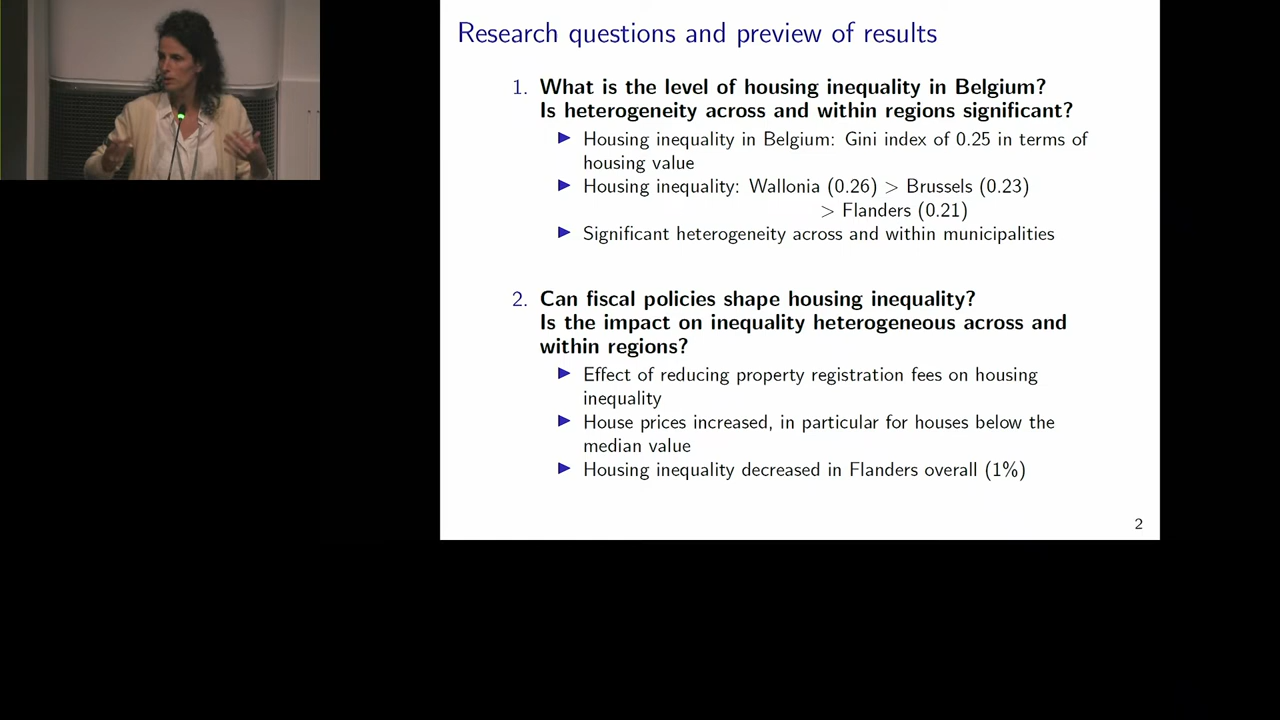 Research questions and preview of results
1. What is the level of housing inequality in Belgium?
Is heterogeneity across and within regions significant?
▶ Housing inequality in Belgium: Gini index of 0.25 in terms of
housing value
▶ Housing inequality: Wallonia (0.26) > Brussels (0.23)
> Flanders (0.21)
▶ Significant heterogeneity across and within municipalities
2. Can fiscal policies shape housing inequality?
Is the impact on inequality heterogeneous across and
within regions?
▶ Effect of reducing property registration fees on housing
inequality
▶ House prices increased, in particular for houses below the
median value
▶ Housing inequality decreased in Flanders overall (1%)
2